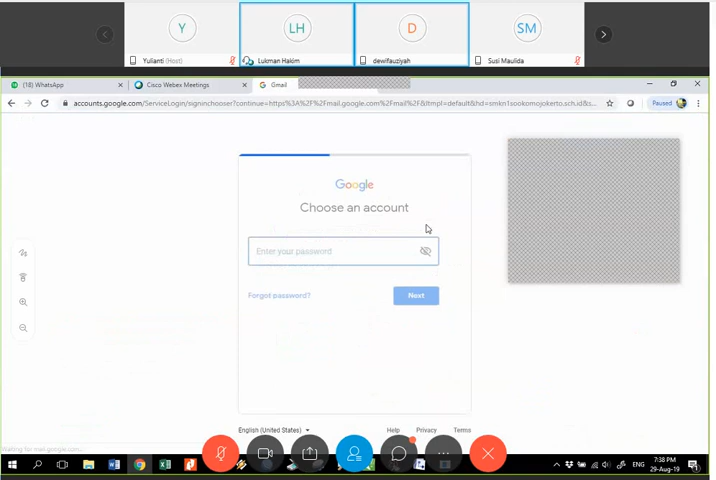 Y
LH
D
SM
Yulianti (Host)
Lukman Hakim
dewifauziyah
Susi Maulida
(18) WhatsApp
Cisco Webex Meetings
Gmail
accounts.google.com/ServiceLogin/signinchooser?continue=https%3A%2F%2Fmail.google.com%2Fmail%2F&ltmpl=default&hd=smkn1sookomojokerto.sch.id&s...
Paused
Google
Choose an account
Enter your password
Forgot password?
Next
English (United States)
Help
Privacy
Terms
Waiting for mail.google.com...
ENG
7:38 PM
29-Aug-19